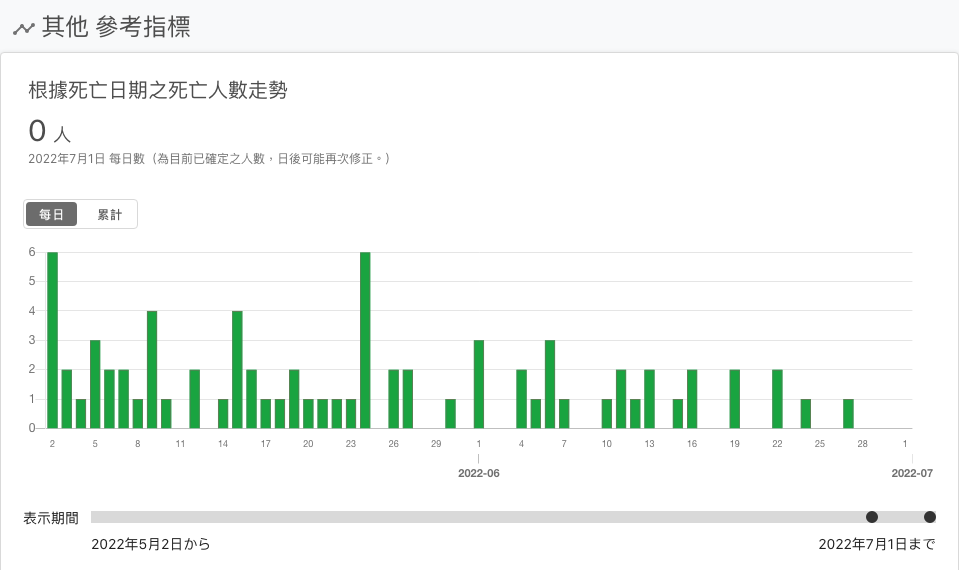 其他 參考指標
根據死亡日期之死亡人數走勢
0 人
2022年7月1日 每日數（為目前已確定之人數，日後可能再次修正。）
每日 累計
6
5
4
3
2
1
0
2 5 8 11 14 17 20 23 26 29 1 4 7 10 13 16 19 22 25 28 1
2022-06 2022-07
表示期間
2022年5月2日から 2022年7月1日まで